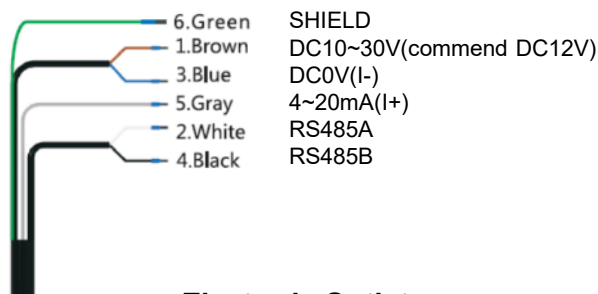 6.Green SHIELD
1.Brown DC10~30V(commend DC12V)
3.Blue DC0V(I-)
5.Gray 4~20mA(I+)
2.White RS485A
4.Black RS485B